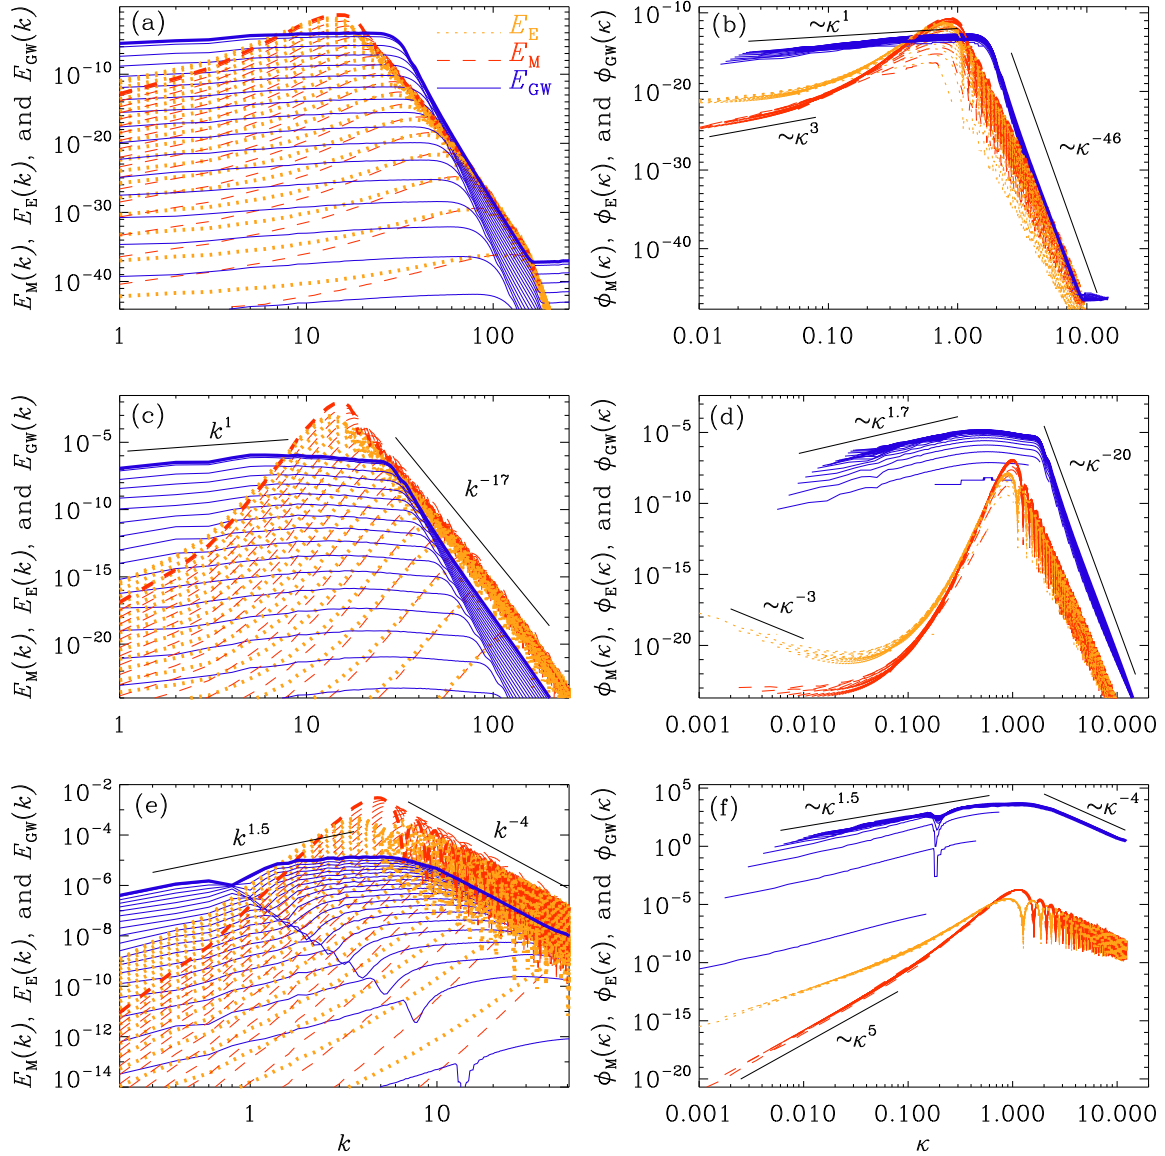 (a)
E_E
E_M
E_GW
10^−10
10^−20
10^−30
10^−40
1
10
100
E_M(k), E_E(k), and E_GW(k)
(b)
~κ^1
~κ^3
~κ^−46
10^−10
10^−20
10^−30
10^−40
0.01
0.10
1.00
10.00
ϕ_M(κ), ϕ_E(κ), and ϕ_GW(κ)
(c)
k^1
k^−17
10^−5
10^−10
10^−15
10^−20
1
10
100
E_M(k), E_E(k), and E_GW(k)
(d)
~κ^1.7
~κ^−20
~κ^−3
10^−5
10^−10
10^−15
10^−20
0.001
0.010
0.100
1.000
10.000
ϕ_M(κ), ϕ_E(κ), and ϕ_GW(κ)
(e)
k^1.5
k^−4
10^−2
10^−4
10^−6
10^−8
10^−10
10^−12
10^−14
1
10
k
E_M(k), E_E(k), and E_GW(k)
(f)
~κ^1.5
~κ^−4
~κ^5
10^5
10^0
10^−5
10^−10
10^−15
10^−20
0.001
0.010
0.100
1.000
10.000
κ
ϕ_M(κ), ϕ_E(κ), and ϕ_GW(κ)